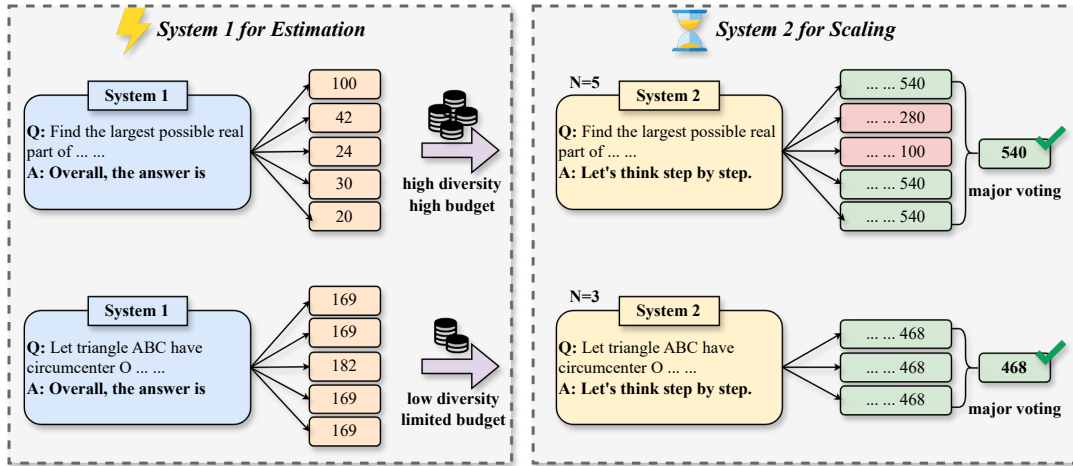 System 1 for Estimation
System 1
Q: Find the largest possible real
part of ... ...
A: Overall, the answer is
100
42
24
30
20
high diversity
high budget
System 1
Q: Let triangle ABC have
circumcenter O ... ...
A: Overall, the answer is
169
169
182
169
169
low diversity
limited budget
System 2 for Scaling
N=5
System 2
Q: Find the largest possible real
part of ... ...
A: Let's think step by step.
... ... 540
... ... 280
... ... 100
... ... 540
... ... 540
540
major voting
N=3
System 2
Q: Let triangle ABC have
circumcenter O ... ...
A: Let's think step by step.
... ... 468
... ... 468
... ... 468
468
major voting